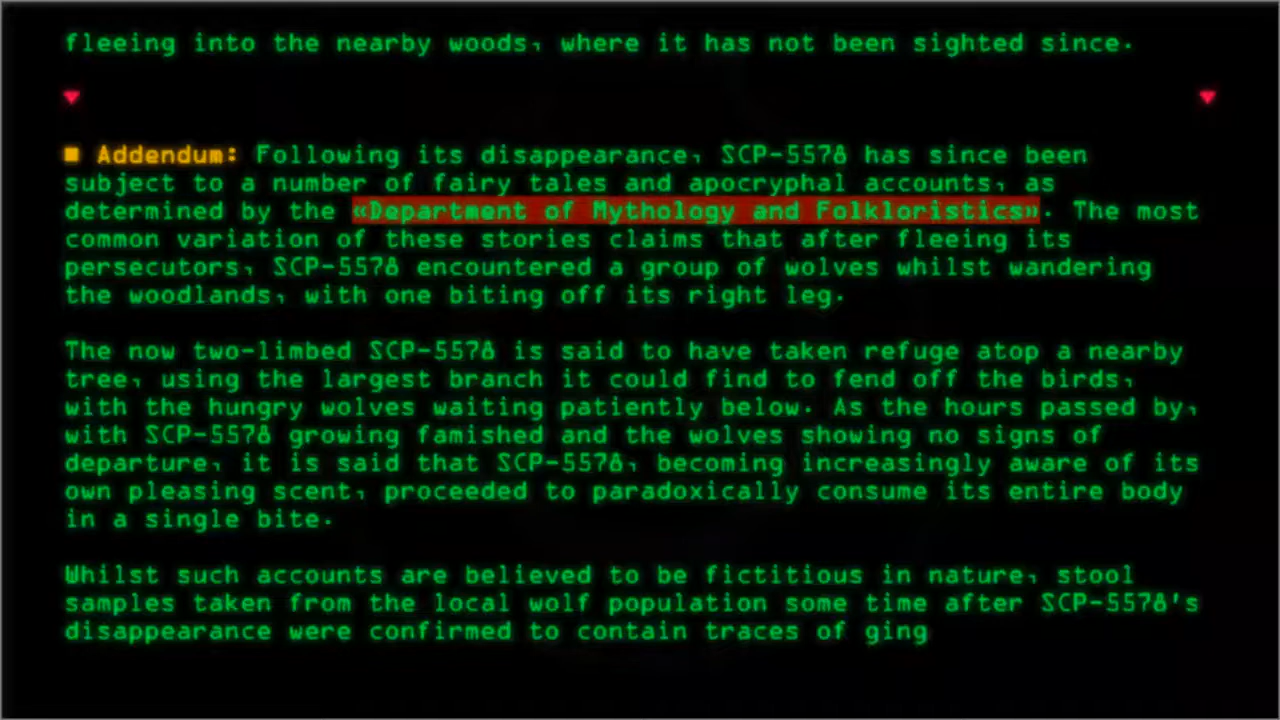 fleeing into the nearby woods, where it has not been sighted since.
■ Addendum: Following its disappearance, SCP-5578 has since been
subject to a number of fairy tales and apocryphal accounts, as
determined by the «Department of Mythology and Folkloristics». The most
common variation of these stories claims that after fleeing its
persecutors, SCP-5578 encountered a group of wolves whilst wandering
the woodlands, with one biting off its right leg.
The now two-limbed SCP-5578 is said to have taken refuge atop a nearby
tree, using the largest branch it could find to fend off the birds,
with the hungry wolves waiting patiently below. As the hours passed by,
with SCP-5578 growing famished and the wolves showing no signs of
departure, it is said that SCP-5578, becoming increasingly aware of its
own pleasing scent, proceeded to paradoxically consume its entire body
in a single bite.
Whilst such accounts are believed to be fictitious in nature, stool
samples taken from the local wolf population some time after SCP-5578's
disappearance were confirmed to contain traces of ging